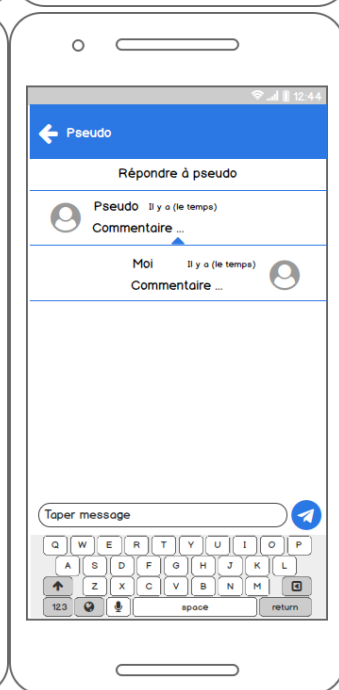 12:44
Pseudo
Répondre à pseudo
Pseudo Il y a (le temps)
Commentaire ...
Moi Il y a (le temps)
Commentaire ...
Taper message
Q W E R T Y U I O P
A S D F G H J K L
Z X C V B N M
123 space return